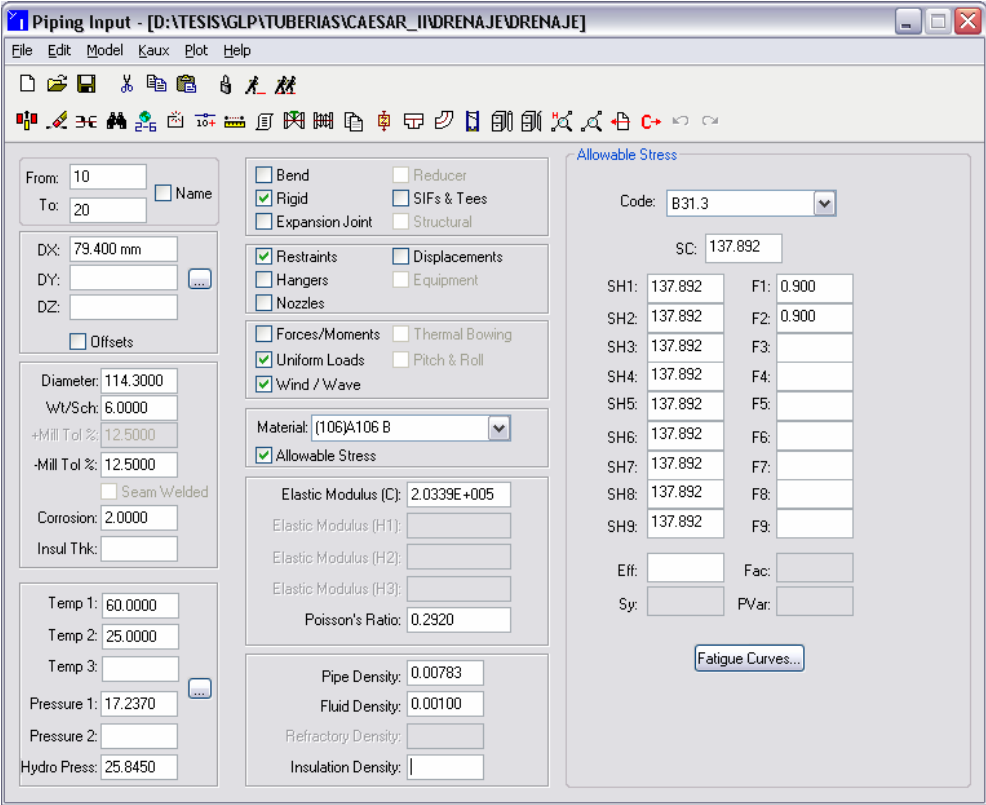 Piping Input - [D:\TESIS\GLP\TUBERIAS\CAESAR_II\DRENAJE\DRENAJE]
File Edit Model Kaux Plot Help
From: 10
Name
To: 20
DX: 79.400 mm
DY:
...
DZ:
Offsets
Diameter: 114.3000
Wt/Sch: 6.0000
+Mill Tol %: 12.5000
-Mill Tol %: 12.5000
Seam Welded
Corrosion: 2.0000
Insul Thk:
Temp 1: 60.0000
Temp 2: 25.0000
Temp 3:
...
Pressure 1: 17.2370
Pressure 2:
Hydro Press: 25.8450
Bend Reducer
Rigid SIFs & Tees
Expansion Joint Structural
Restraints Displacements
Hangers Equipment
Nozzles
Forces/Moments Thermal Bowing
Uniform Loads Pitch & Roll
Wind / Wave
Material: (106)A106 B
Allowable Stress
Elastic Modulus (C): 2.0339E+005
Elastic Modulus (H1):
Elastic Modulus (H2):
Elastic Modulus (H3):
Poisson's Ratio: 0.2920
Pipe Density: 0.00783
Fluid Density: 0.00100
Refractory Density:
Insulation Density:
Allowable Stress
Code: B31.3
SC: 137.892
SH1: 137.892 F1: 0.900
SH2: 137.892 F2: 0.900
SH3: 137.892 F3:
SH4: 137.892 F4:
SH5: 137.892 F5:
SH6: 137.892 F6:
SH7: 137.892 F7:
SH8: 137.892 F8:
SH9: 137.892 F9:
Eff: Fac:
Sy: PVar:
Fatigue Curves...